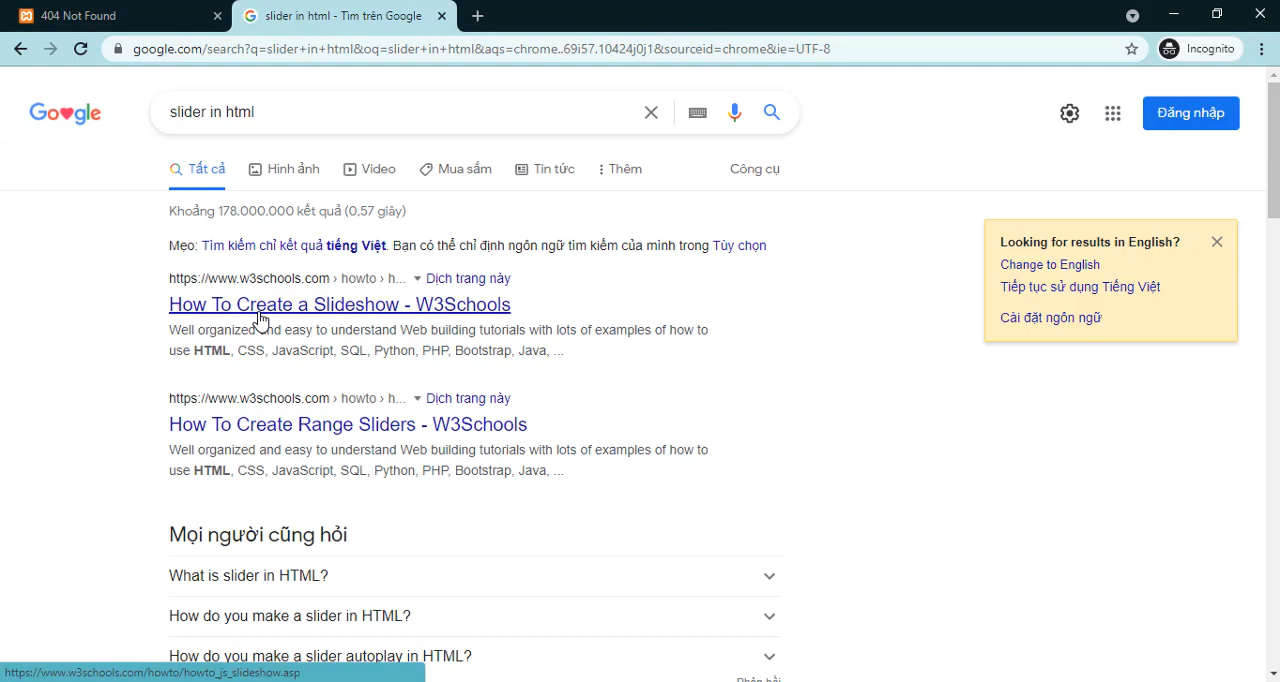 404 Not Found
slider in html - Tìm trên Google
google.com/search?q=slider+in+html&oq=slider+in+html&aqs=chrome..69i57.10424j0j1&sourceid=chrome&ie=UTF-8
Incognito
Google
slider in html
Đăng nhập
Tất cả
Hình ảnh
Video
Mua sắm
Tin tức
Thêm
Công cụ
Khoảng 178.000.000 kết quả (0,57 giây)
Mẹo: Tìm kiếm chỉ kết quả tiếng Việt. Bạn có thể chỉ định ngôn ngữ tìm kiếm của mình trong Tùy chọn
https://www.w3schools.com › howto › h... Dịch trang này
How To Create a Slideshow - W3Schools
Well organized and easy to understand Web building tutorials with lots of examples of how to
use HTML, CSS, JavaScript, SQL, Python, PHP, Bootstrap, Java, ...
https://www.w3schools.com › howto › h... Dịch trang này
How To Create Range Sliders - W3Schools
Well organized and easy to understand Web building tutorials with lots of examples of how to
use HTML, CSS, JavaScript, SQL, Python, PHP, Bootstrap, Java, ...
Mọi người cũng hỏi
What is slider in HTML?
How do you make a slider in HTML?
How do you make a slider autoplay in HTML?
Phản hồi
Looking for results in English?
Change to English
Tiếp tục sử dụng Tiếng Việt
Cài đặt ngôn ngữ
https://www.w3schools.com/howto/howto_js_slideshow.asp